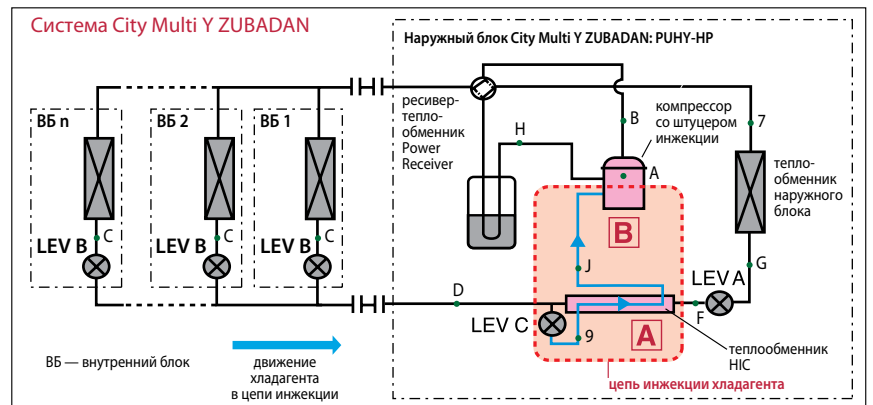 Система City Multi Y ZUBADAN
Наружный блок City Multi Y ZUBADAN: PUHY-HP
ВБ n
ВБ 2
ВБ 1
ресивер-
тепло-
обменник
Power
Receiver
H
B
компрессор
со штуцером
инжекции
A
7
тепло-
обменник
наружного
блока
B
LEV B
C
LEV B
C
LEV B
C
J
G
LEV A
D
LEV C
9
A
F
теплообменник
HIC
ВБ — внутренний блок
движение
хладагента
в цепи инжекции
цепь инжекции хладагента